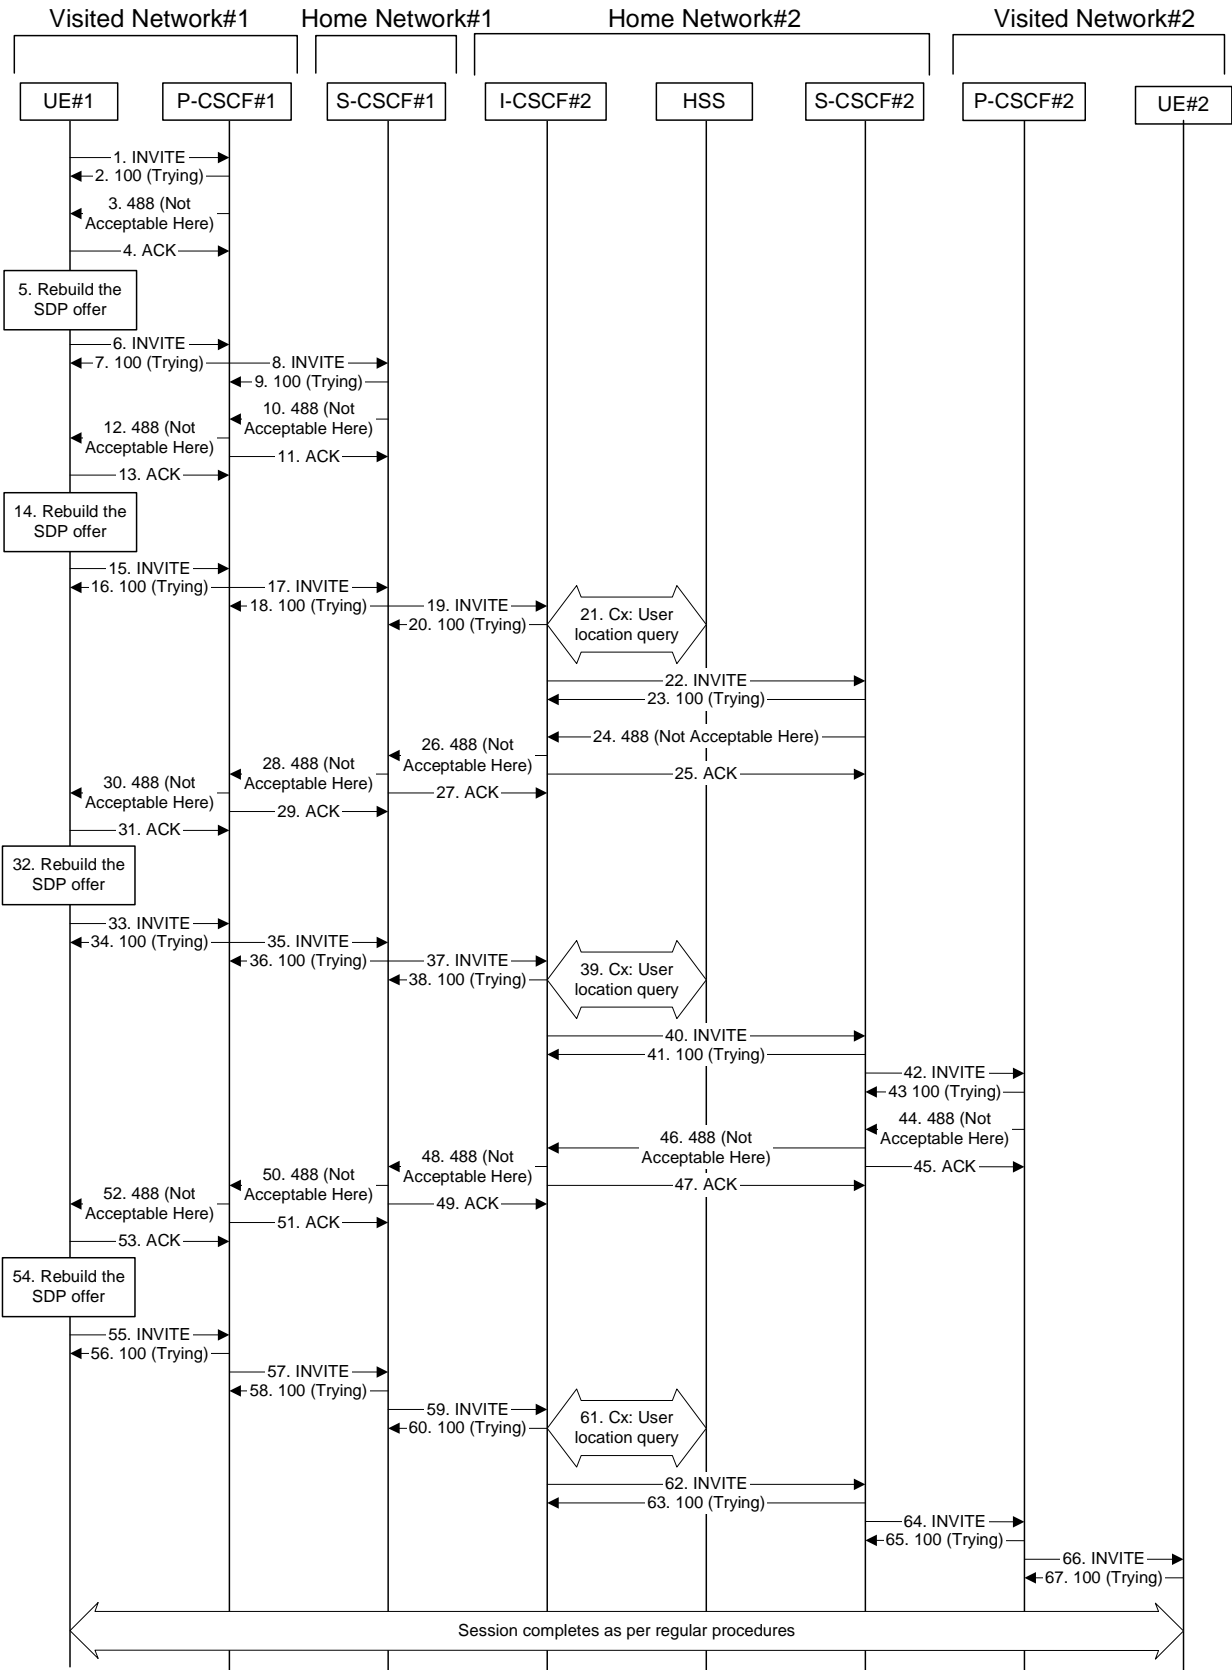 Visited Network#1
Home Network#1
Home Network#2
Visited Network#2
UE#1
P-CSCF#1
S-CSCF#1
I-CSCF#2
HSS
S-CSCF#2
P-CSCF#2
UE#2
1. INVITE
2. 100 (Trying)
3. 488 (Not
Acceptable Here)
4. ACK
5. Rebuild the
SDP offer
6. INVITE
7. 100 (Trying)
8. INVITE
9. 100 (Trying)
10. 488 (Not
Acceptable Here)
12. 488 (Not
Acceptable Here)
11. ACK
13. ACK
14. Rebuild the
SDP offer
15. INVITE
16. 100 (Trying)
17. INVITE
18. 100 (Trying)
19. INVITE
20. 100 (Trying)
21. Cx: User
location query
22. INVITE
23. 100 (Trying)
24. 488 (Not Acceptable Here)
26. 488 (Not
Acceptable Here)
25. ACK
28. 488 (Not
Acceptable Here)
27. ACK
30. 488 (Not
Acceptable Here)
29. ACK
31. ACK
32. Rebuild the
SDP offer
33. INVITE
34. 100 (Trying)
35. INVITE
36. 100 (Trying)
37. INVITE
38. 100 (Trying)
39. Cx: User
location query
40. INVITE
41. 100 (Trying)
42. INVITE
43 100 (Trying)
44. 488 (Not
Acceptable Here)
46. 488 (Not
Acceptable Here)
45. ACK
48. 488 (Not
Acceptable Here)
47. ACK
50. 488 (Not
Acceptable Here)
49. ACK
52. 488 (Not
Acceptable Here)
51. ACK
53. ACK
54. Rebuild the
SDP offer
55. INVITE
56. 100 (Trying)
57. INVITE
58. 100 (Trying)
59. INVITE
60. 100 (Trying)
61. Cx: User
location query
62. INVITE
63. 100 (Trying)
64. INVITE
65. 100 (Trying)
66. INVITE
67. 100 (Trying)
Session completes as per regular procedures